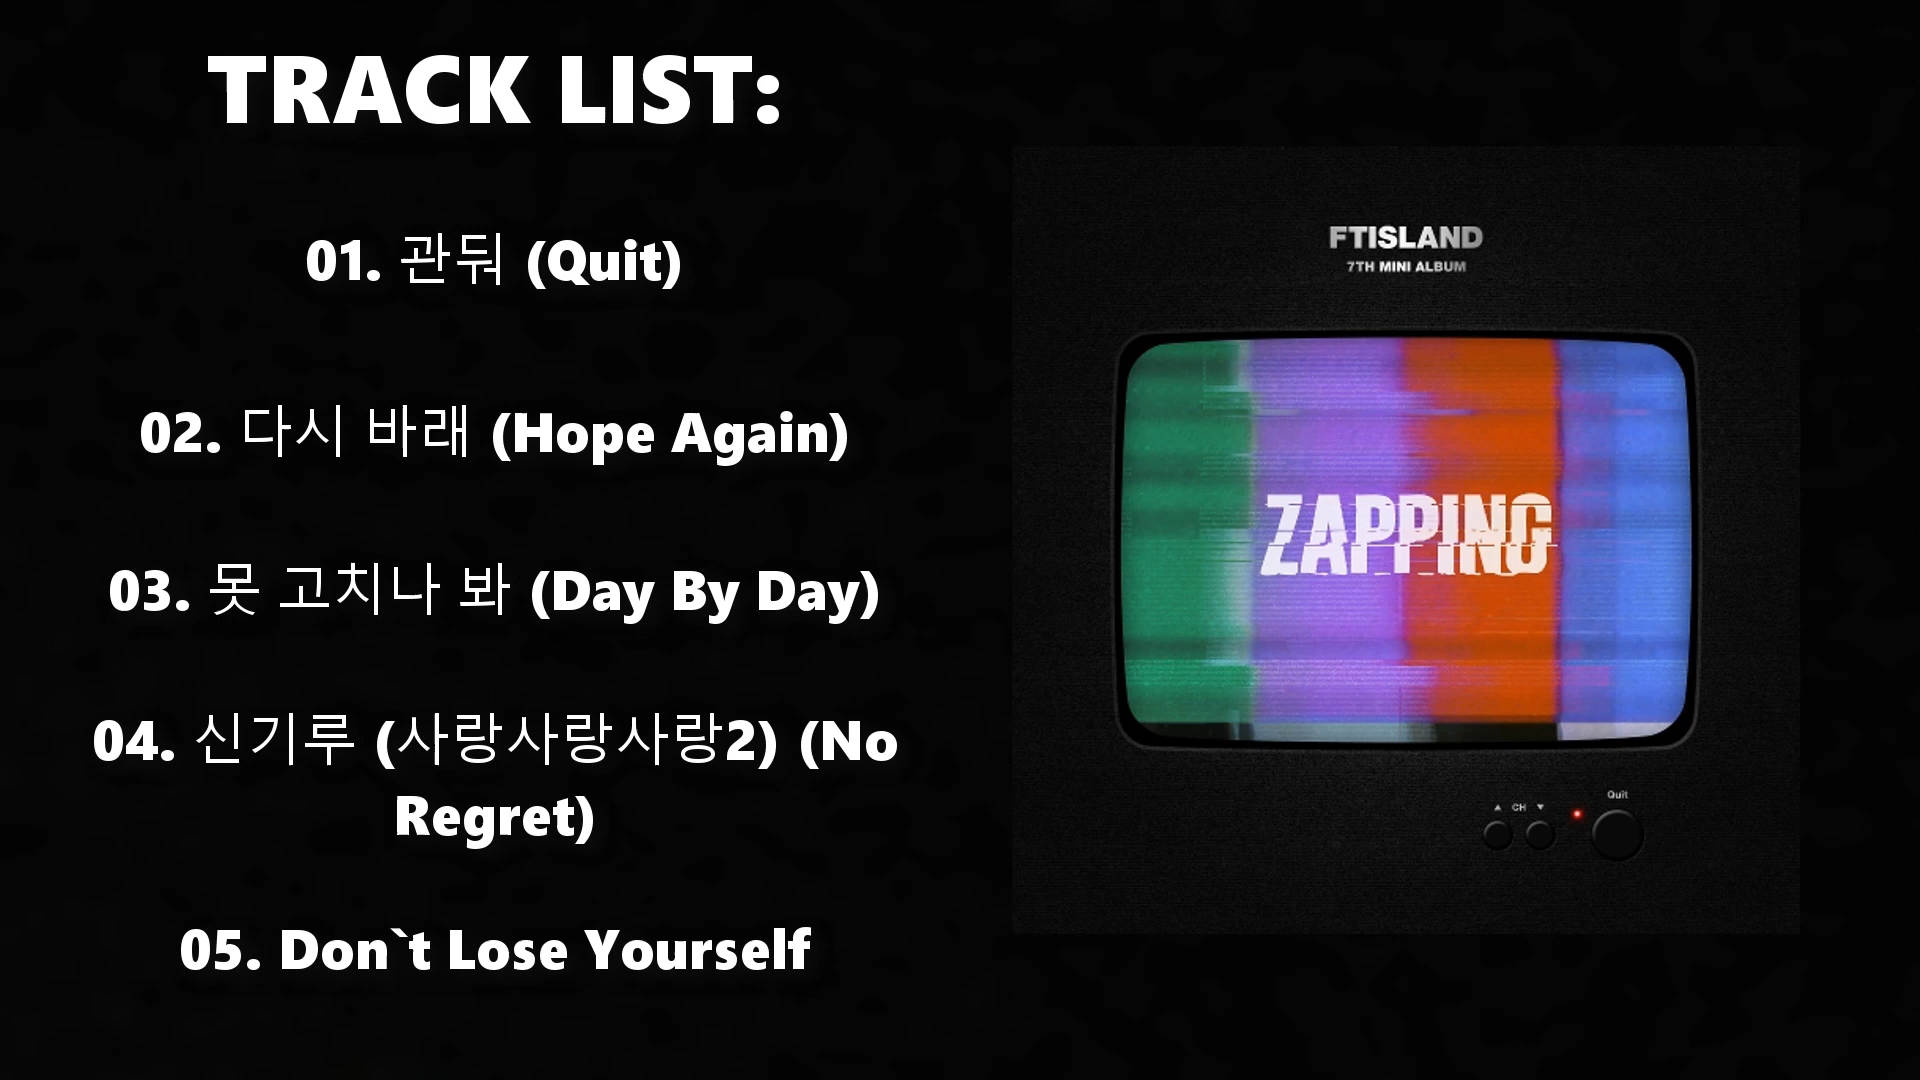 TRACK LIST:
01. 관둬 (Quit)
02. 다시 바래 (Hope Again)
03. 못 고치나 봐 (Day By Day)
04. 신기루 (사랑사랑사랑2) (No
Regret)
05. Don`t Lose Yourself
FTISLAND
7TH MINI ALBUM
ZAPPING
▲ CH ▼
Quit